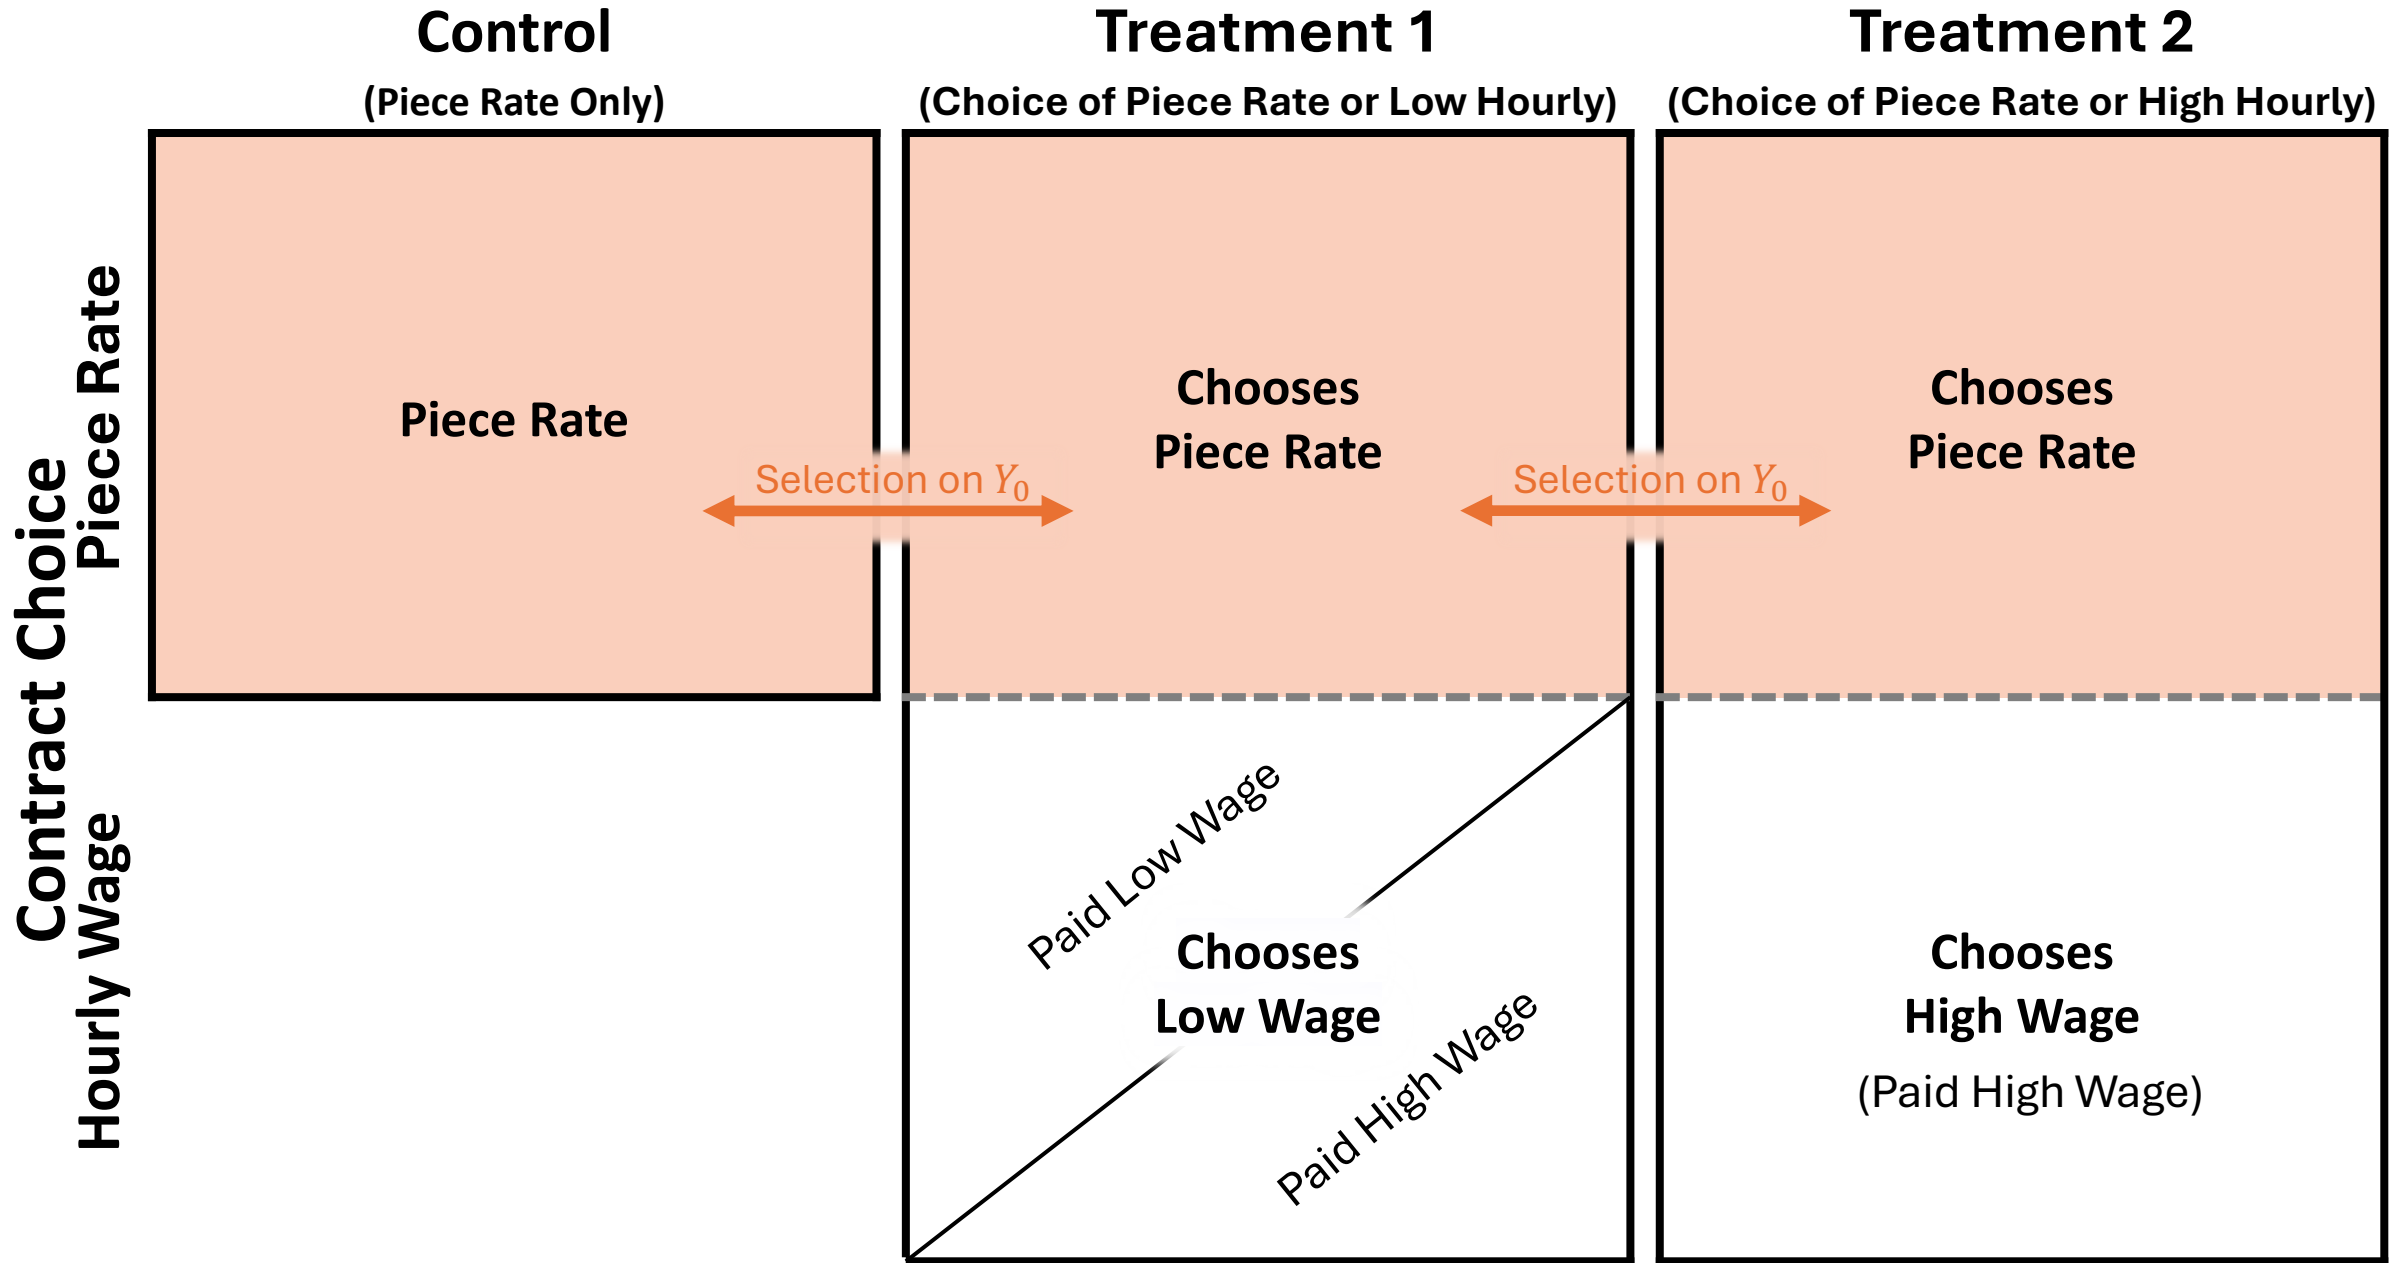 Control
(Piece Rate Only)
Treatment 1
(Choice of Piece Rate or Low Hourly)
Treatment 2
(Choice of Piece Rate or High Hourly)
Contract Choice
Piece Rate
Hourly Wage
Piece Rate
Chooses
Piece Rate
Chooses
Piece Rate
Selection on Y₀
Selection on Y₀
Paid Low Wage
Chooses
Low Wage
Paid High Wage
Chooses
High Wage
(Paid High Wage)